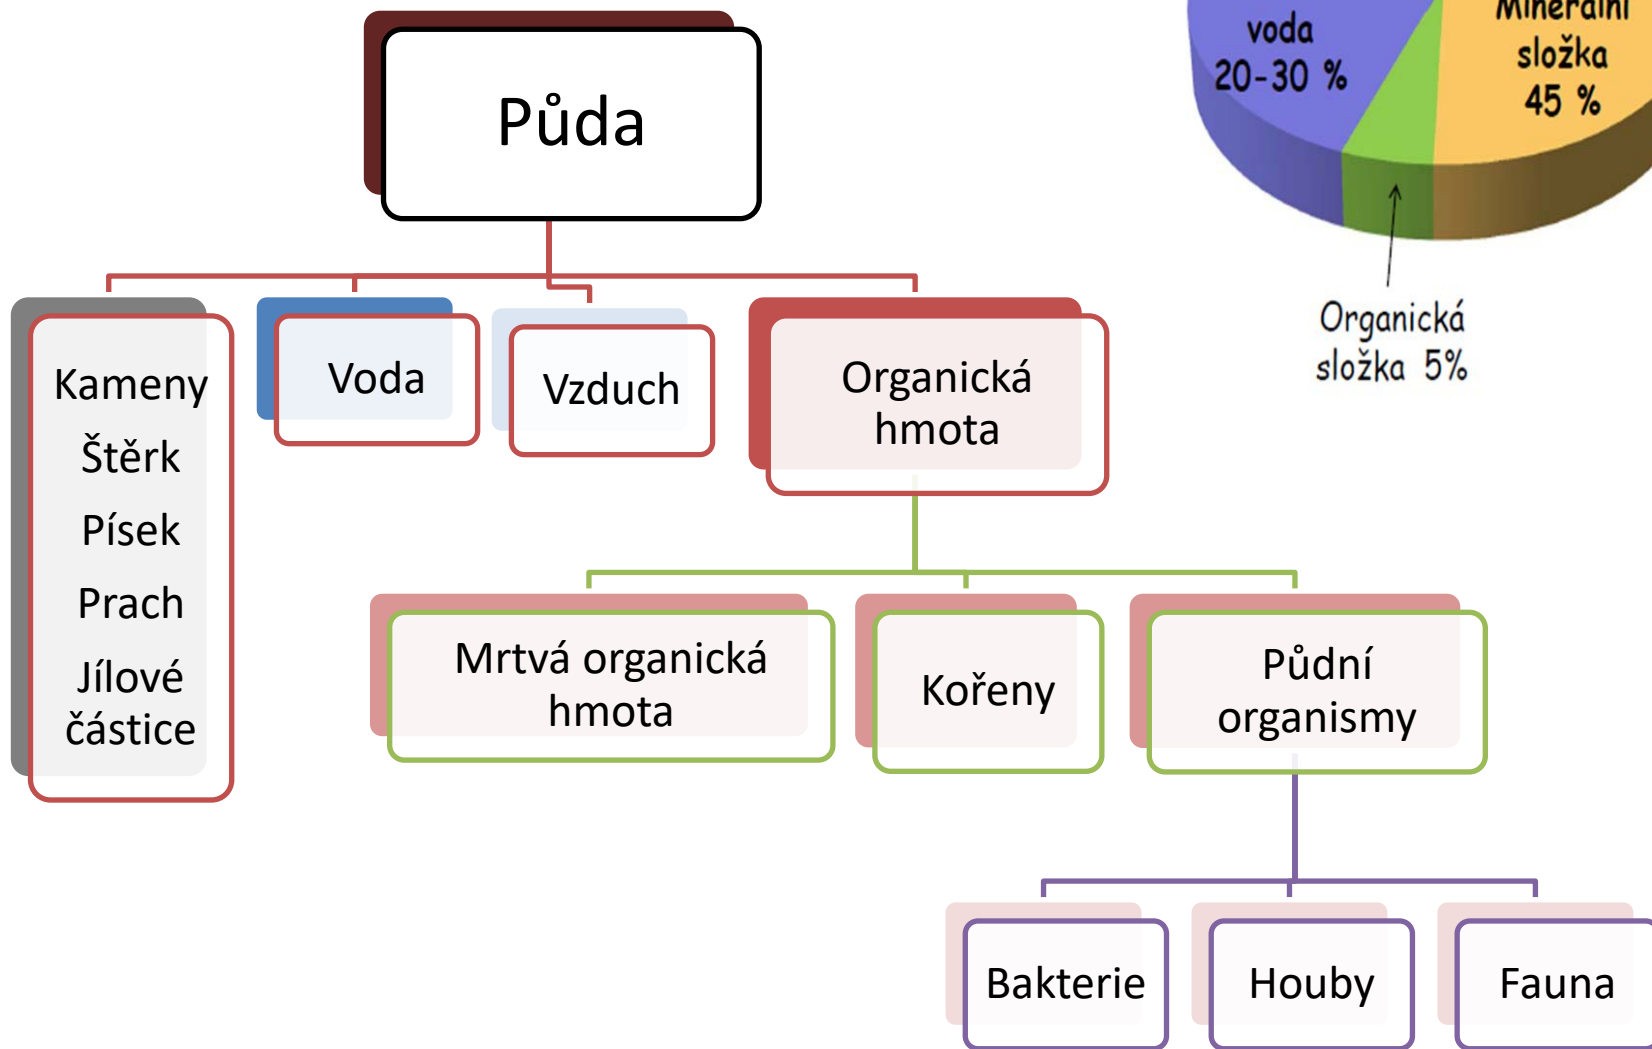 Půda
voda
20-30 %
Minerální
složka
45 %
Organická
složka 5%
Kameny
Štěrk
Písek
Prach
Jílové
částice
Voda
Vzduch
Organická
hmota
Mrtvá organická
hmota
Kořeny
Půdní
organismy
Bakterie
Houby
Fauna